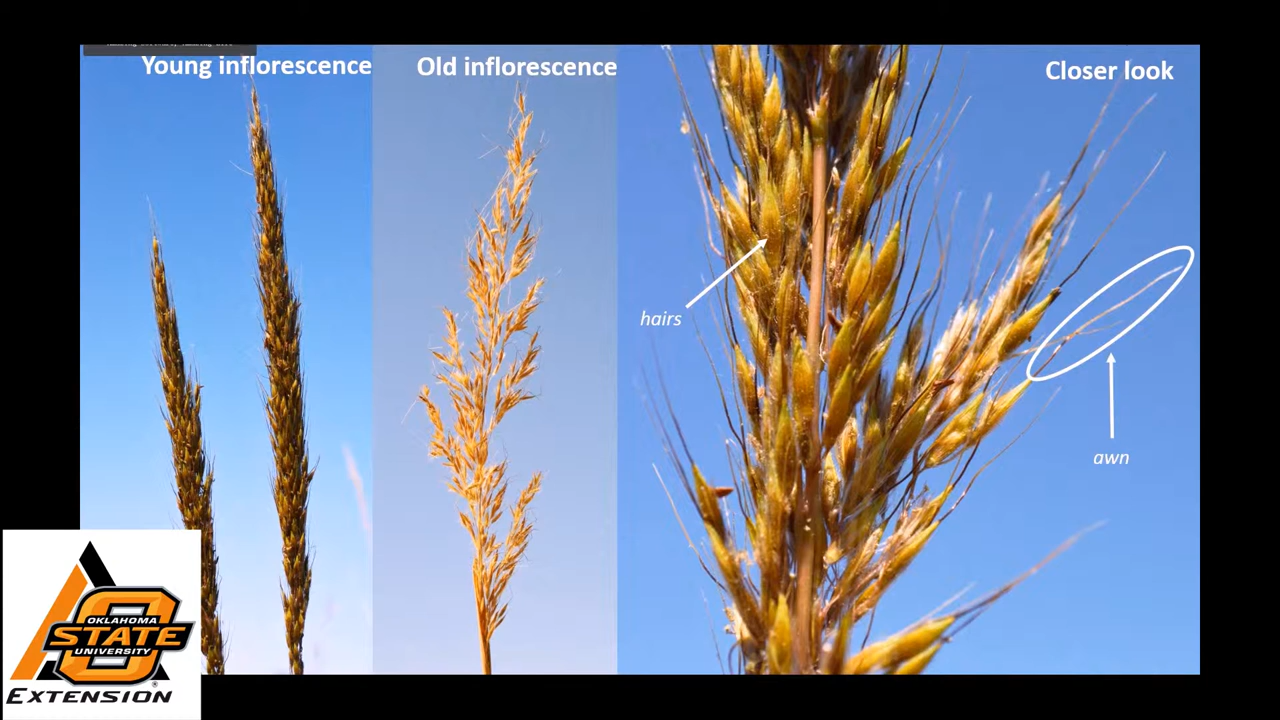 Young inflorescence
Old inflorescence
Closer look
hairs
awn
OKLAHOMA
STATE
UNIVERSITY
EXTENSION